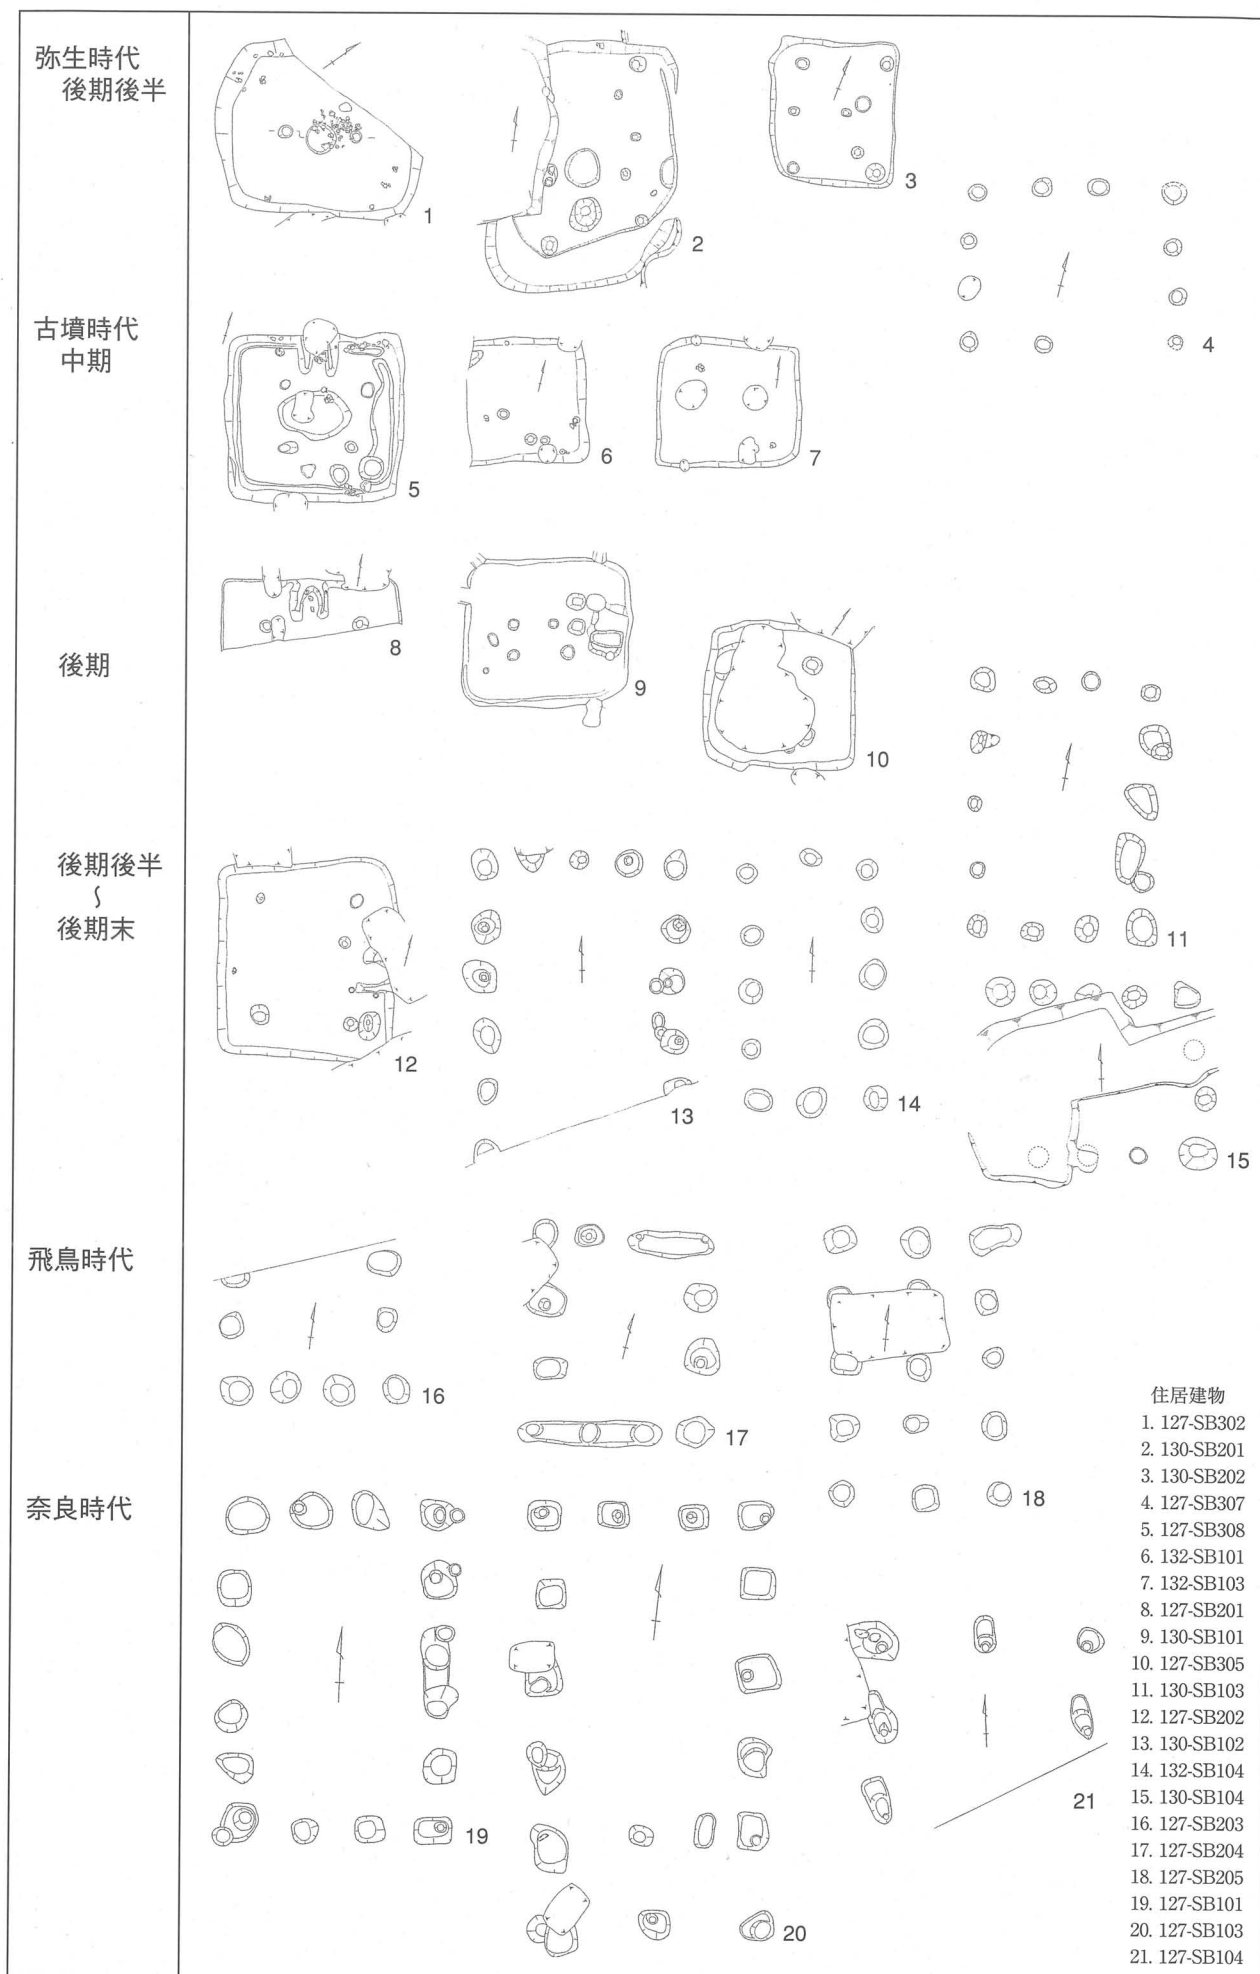 弥生時代
後期後半
1
2
3
4
古墳時代
中期
5
6
7
8
9
後期
10
11
後期後半
〜
後期末
12
13
14
15
飛鳥時代
16
17
18
奈良時代
19
20
21
住居建物
1. 127-SB302
2. 130-SB201
3. 130-SB202
4. 127-SB307
5. 127-SB308
6. 132-SB101
7. 132-SB103
8. 127-SB201
9. 130-SB101
10. 127-SB305
11. 130-SB103
12. 127-SB202
13. 130-SB102
14. 132-SB104
15. 130-SB104
16. 127-SB203
17. 127-SB204
18. 127-SB205
19. 127-SB101
20. 127-SB103
21. 127-SB104